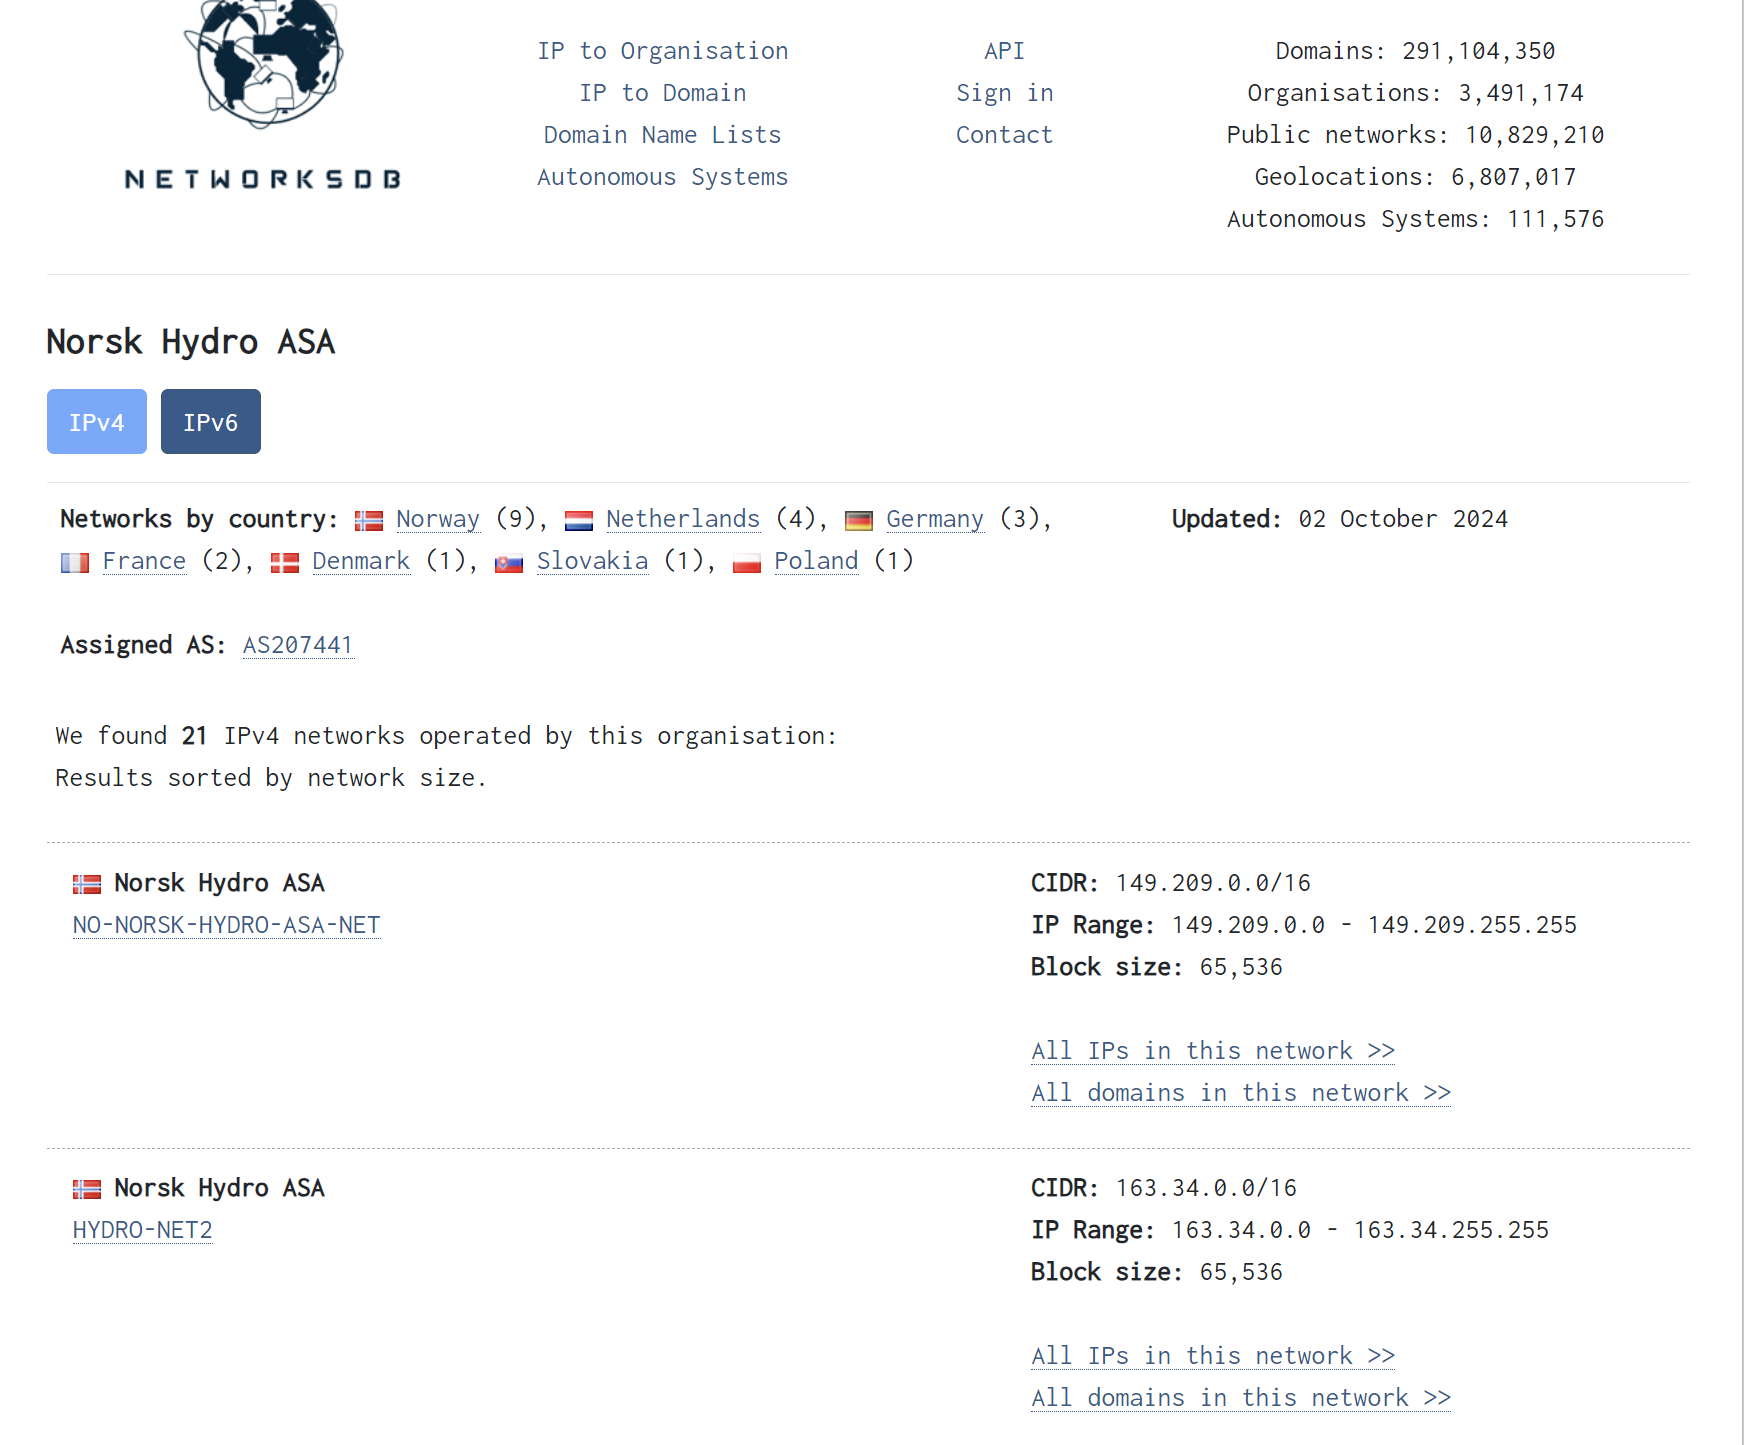 NETWORKSDB
IP to Organisation
IP to Domain
Domain Name Lists
Autonomous Systems
API
Sign in
Contact
Domains: 291,104,350
Organisations: 3,491,174
Public networks: 10,829,210
Geolocations: 6,807,017
Autonomous Systems: 111,576
Norsk Hydro ASA
IPv4 IPv6
Networks by country: Norway (9), Netherlands (4), Germany (3),
France (2), Denmark (1), Slovakia (1), Poland (1)
Updated: 02 October 2024
Assigned AS: AS207441
We found 21 IPv4 networks operated by this organisation:
Results sorted by network size.
Norsk Hydro ASA
NO-NORSK-HYDRO-ASA-NET
CIDR: 149.209.0.0/16
IP Range: 149.209.0.0 - 149.209.255.255
Block size: 65,536
All IPs in this network >>
All domains in this network >>
Norsk Hydro ASA
HYDRO-NET2
CIDR: 163.34.0.0/16
IP Range: 163.34.0.0 - 163.34.255.255
Block size: 65,536
All IPs in this network >>
All domains in this network >>